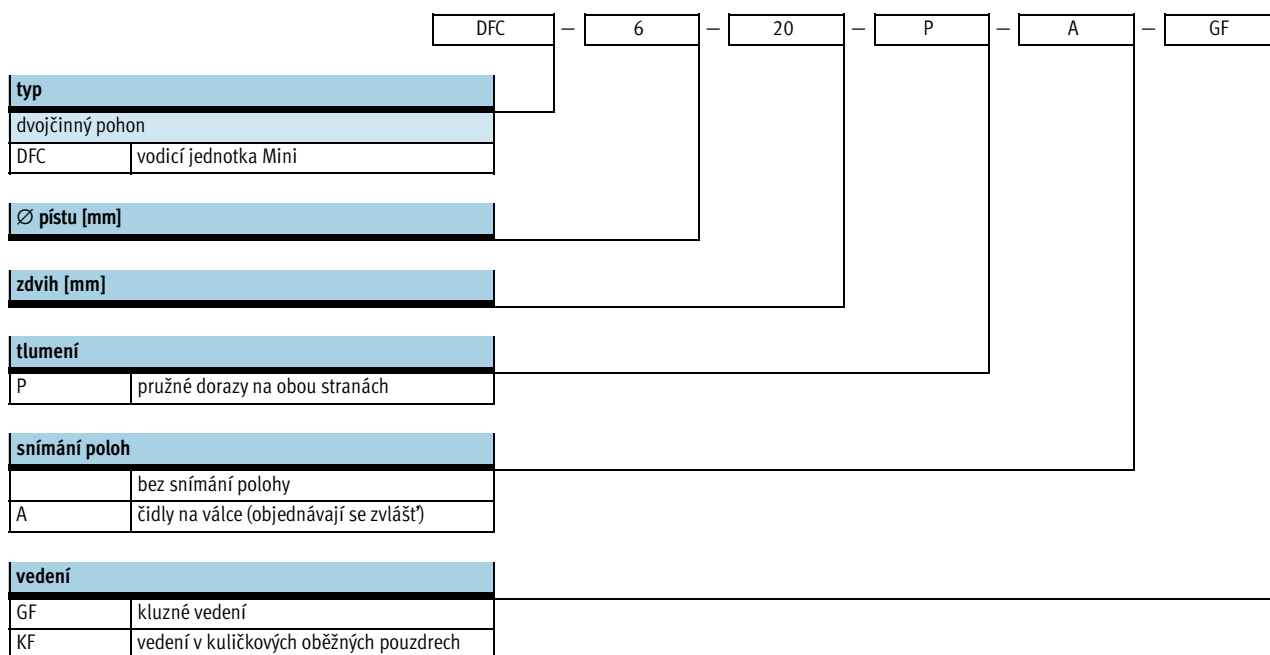 DFC – 6 – 20 – P – A – GF
typ
dvojčinný pohon
DFC vodicí jednotka Mini
∅ pístu [mm]
zdvih [mm]
tlumení
P pružné dorazy na obou stranách
snímání poloh
bez snímání polohy
A čidly na válce (objednávají se zvlášť)
vedení
GF kluzné vedení
KF vedení v kuličkových oběžných pouzdrech